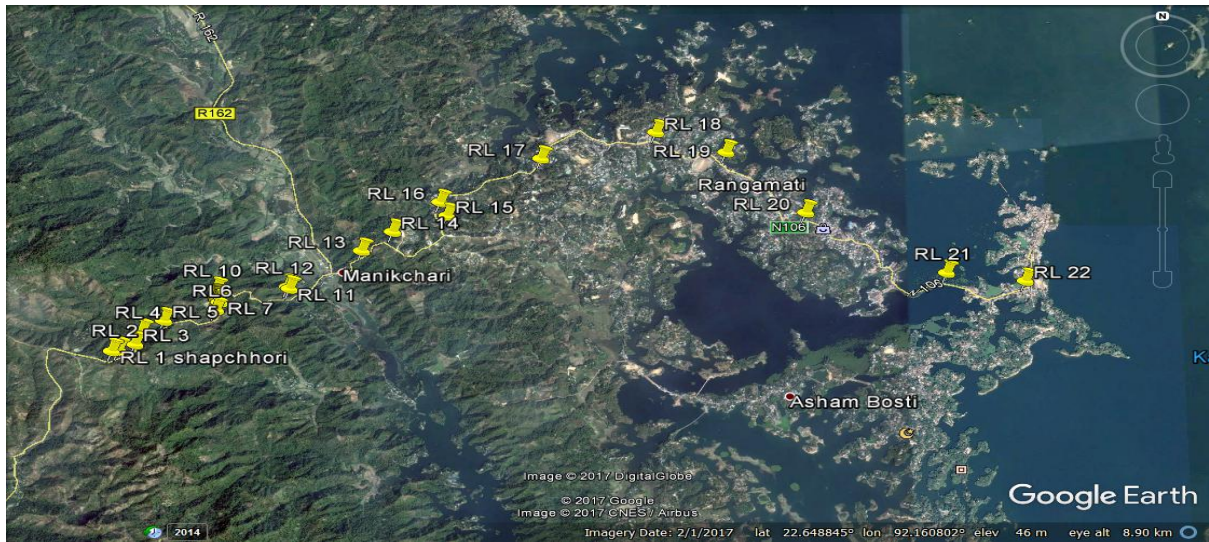 R 162
N
R162
RL 18
RL 17
RL 19
Rangamati
RL 16
RL 15
RL 20
RL 14
N106
RL 13
RL 21
RL 12
Manikchari
RL 22
RL 10
RL 11
Z-106
RL6
RL 4
RL 5
RL 7
RL 2
RL 3
RL 1 shapchhori
Asham Bosti
Image © 2017 DigitalGlobe
© 2017 Google
Image © 2017 CNES / Airbus
Google Earth
2014
Imagery Date: 2/1/2017 lat 22.648845° lon 92.160802° elev 46 m eye alt 8.90 km